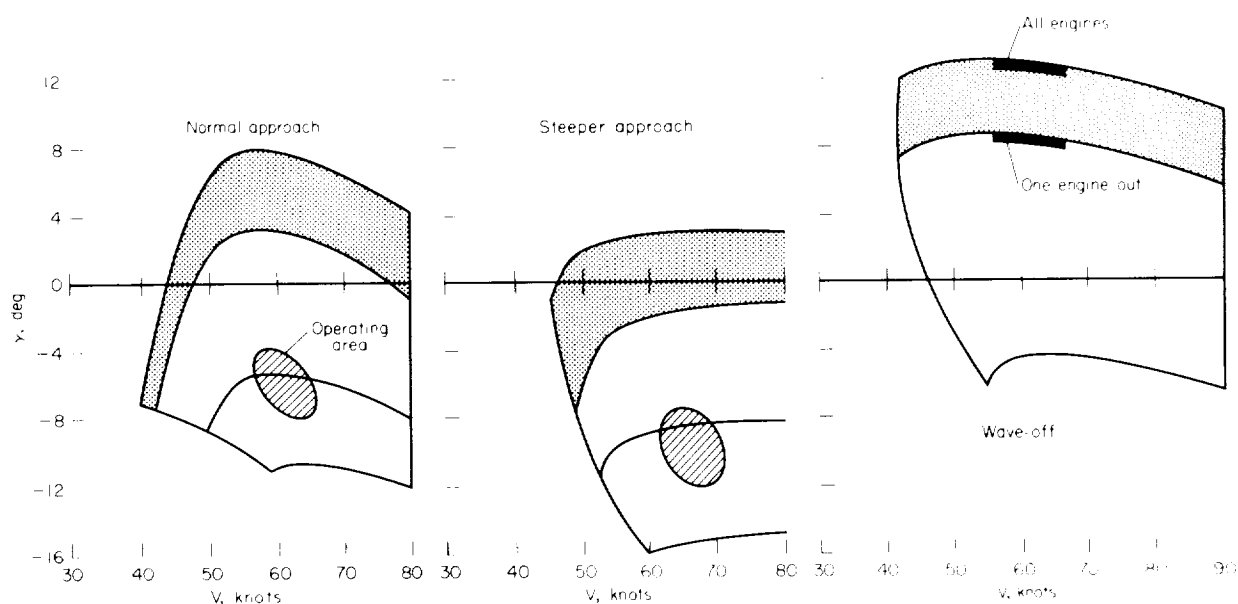 All engines
12
Normal approach
Steeper approach
8
One engine out
4
0
γ, deg
Operating
area
-4
-8
Wave-off
-12
-16
30 40 50 60 70 80
V, knots
30 40 50 60 70 80
V, knots
30 40 50 60 70 80 90
V, knots